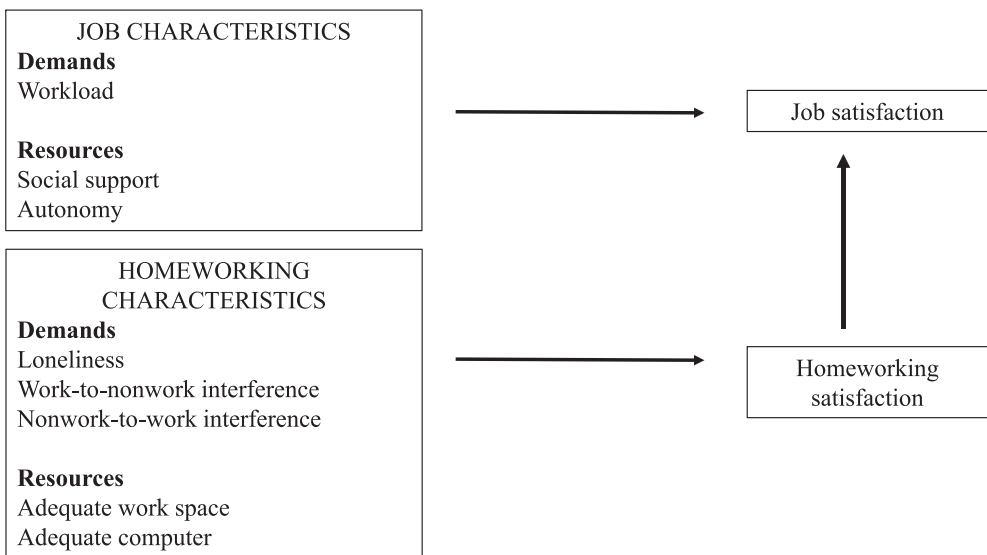 JOB CHARACTERISTICS
Demands
Workload
Resources
Social support
Autonomy
HOMEWORKING
CHARACTERISTICS
Demands
Loneliness
Work-to-nonwork interference
Nonwork-to-work interference
Resources
Adequate work space
Adequate computer
Job satisfaction
Homeworking
satisfaction